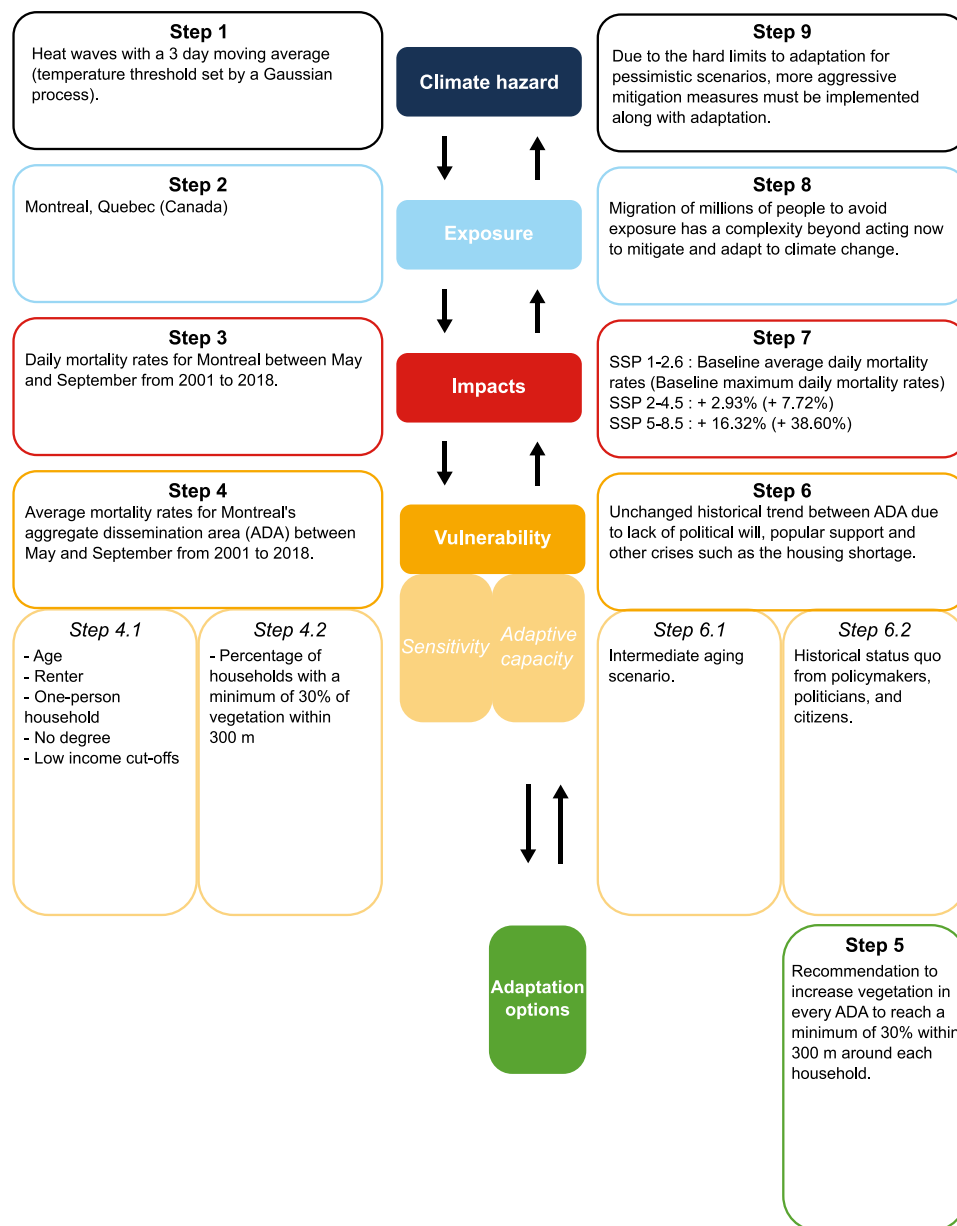 Step 1
Heat waves with a 3 day moving average
(temperature threshold set by a Gaussian
process).
Climate hazard
Step 9
Due to the hard limits to adaptation for
pessimistic scenarios, more aggressive
mitigation measures must be implemented
along with adaptation.
Step 2
Montreal, Quebec (Canada)
Exposure
Step 8
Migration of millions of people to avoid
exposure has a complexity beyond acting now
to mitigate and adapt to climate change.
Step 3
Daily mortality rates for Montreal between May
and September from 2001 to 2018.
Impacts
Step 7
SSP 1-2.6 : Baseline average daily mortality
rates (Baseline maximum daily mortality rates)
SSP 2-4.5 : + 2.93% (+ 7.72%)
SSP 5-8.5 : + 16.32% (+ 38.60%)
Step 4
Average mortality rates for Montreal's
aggregate dissemination area (ADA) between
May and September from 2001 to 2018.
Vulnerability
Step 6
Unchanged historical trend between ADA due
to lack of political will, popular support and
other crises such as the housing shortage.
Step 4.1
- Age
- Renter
- One-person
household
- No degree
- Low income cut-offs
Step 4.2
- Percentage of
households with a
minimum of 30% of
vegetation within
300 m
Sensitivity
Adaptive
capacity
Step 6.1
Intermediate aging
scenario.
Step 6.2
Historical status quo
from policymakers,
politicians, and
citizens.
Adaptation
options
Step 5
Recommendation to
increase vegetation in
every ADA to reach a
minimum of 30% within
300 m around each
household.